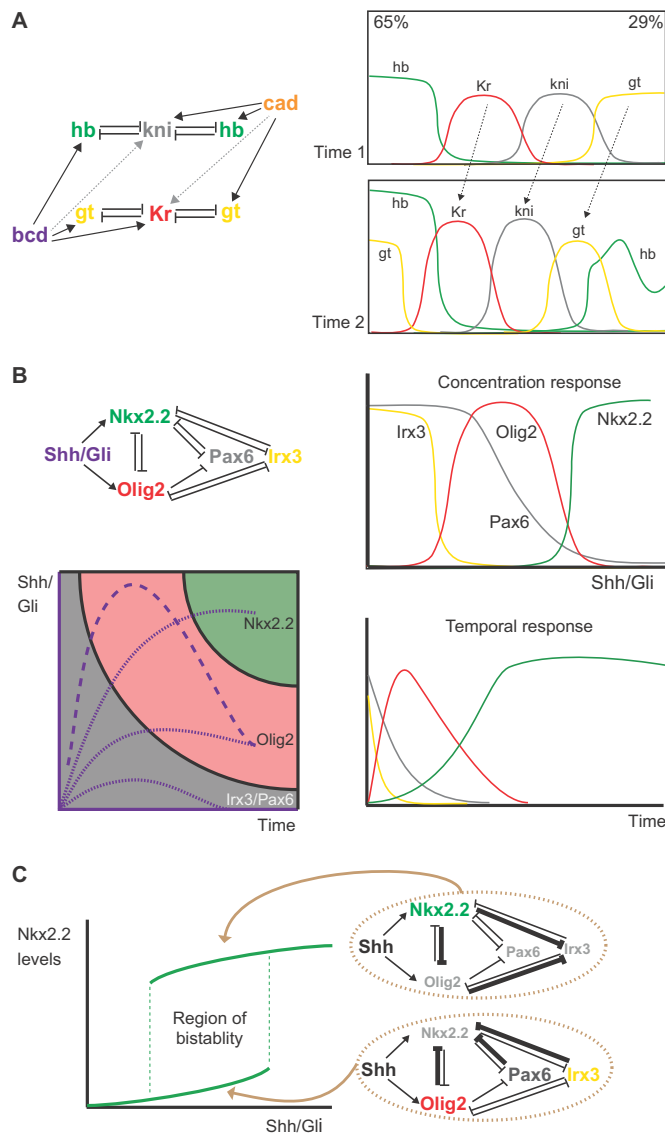 A
65% 29%
hb
Kr
kni
gt
Time 1
hb
gt
Kr
kni
gt
hb
Time 2
cad
hb kni hb
gt Kr gt
bcd
B
Nkx2.2
Shh/Gli
Pax6 Irx3
Olig2
Concentration response
Irx3
Olig2
Nkx2.2
Pax6
Shh/Gli
Shh/
Gli
Nkx2.2
Olig2
Irx3/Pax6
Time
Temporal response
Time
C
Nkx2.2
levels
Region of
bistablity
Shh/Gli
Nkx2.2
Shh
Pax6 Irx3
Olig2
Nkx2.2
Shh
Pax6 Irx3
Olig2